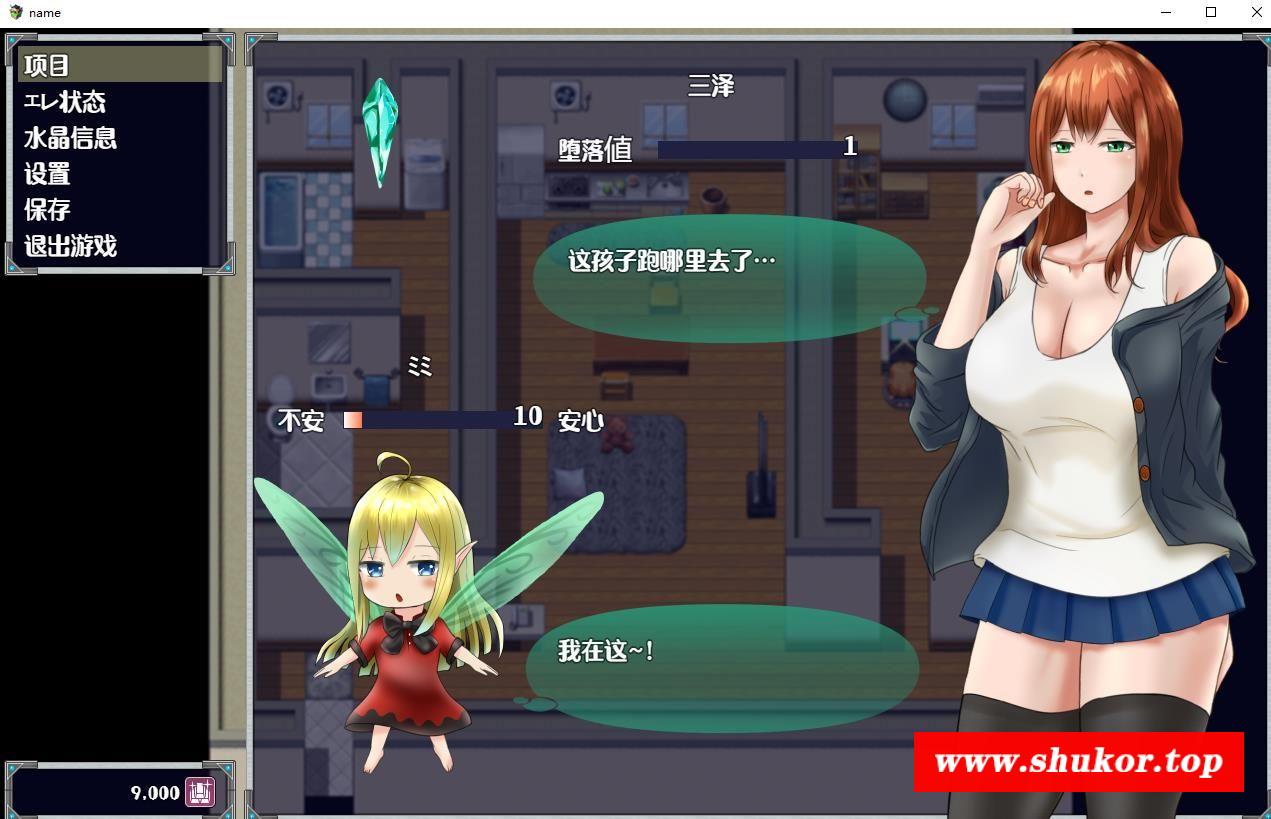 name
项目
エレ状态
水晶信息
设置
保存
退出游戏
三泽
堕落値 1
这孩子跑哪里去了…
ミミ
不安 10 安心
我在这~!
www.shukor.top
9,000